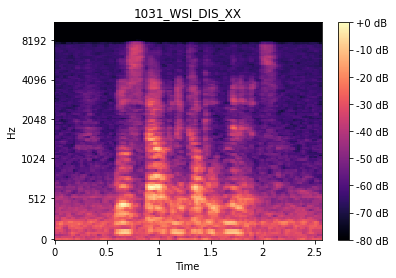 1031_WSI_DIS_XX
+0 dB
8192
-10 dB
4096
-20 dB
-30 dB
2048
Hz
-40 dB
1024
-50 dB
512
-60 dB
-70 dB
0
-80 dB
0 0.5 1 1.5 2 2.5
Time